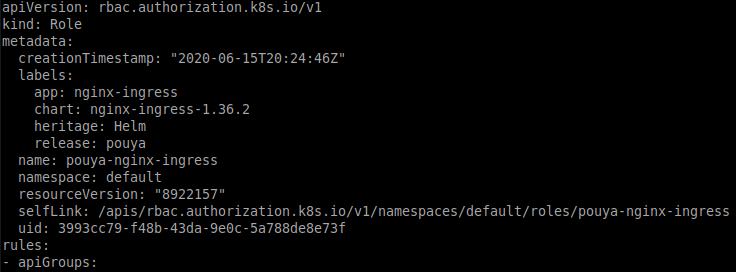 apiVersion: rbac.authorization.k8s.io/v1
kind: Role
metadata:
  creationTimestamp: "2020-06-15T20:24:46Z"
  labels:
    app: nginx-ingress
    chart: nginx-ingress-1.36.2
    heritage: Helm
    release: pouya
  name: pouya-nginx-ingress
  namespace: default
  resourceVersion: "8922157"
  selfLink: /apis/rbac.authorization.k8s.io/v1/namespaces/default/roles/pouya-nginx-ingress
  uid: 3993cc79-f48b-43da-9e0c-5a788de8e73f
rules:
- apiGroups: